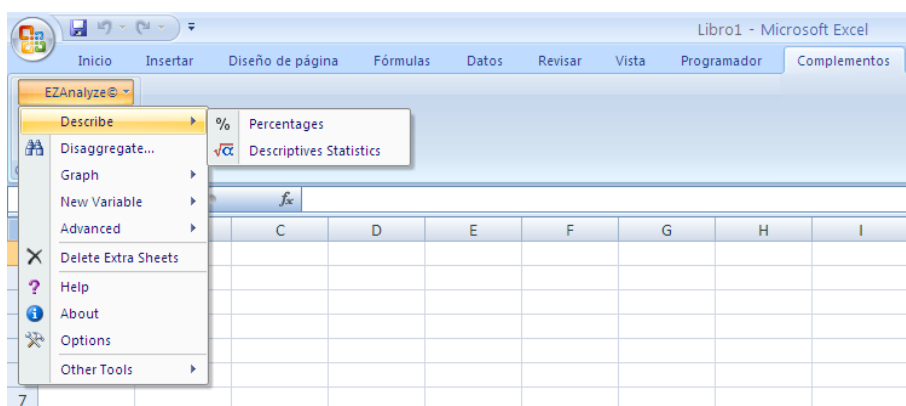 Libro1 - Microsoft Excel
Inicio Insertar Diseño de página Fórmulas Datos Revisar Vista Programador Complementos
EZAnalyze©
Describe
% Percentages
Disaggregate...
√α Descriptives Statistics
Graph
New Variable
fx
Advanced
C D E F G H I
Delete Extra Sheets
? Help
About
Options
Other Tools
7